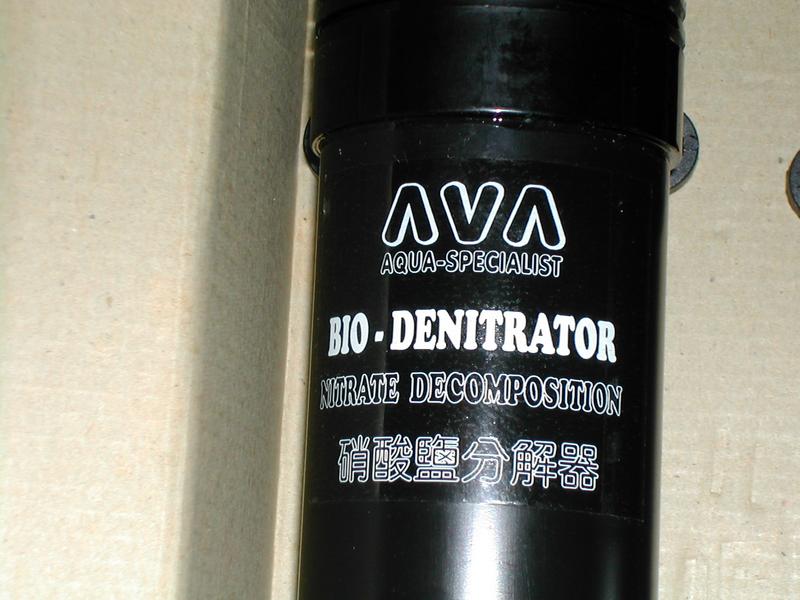 AVA
AQUA-SPECIALIST
BIO - DENITRATOR
NITRATE DECOMPOSITION
硝酸鹽分解器